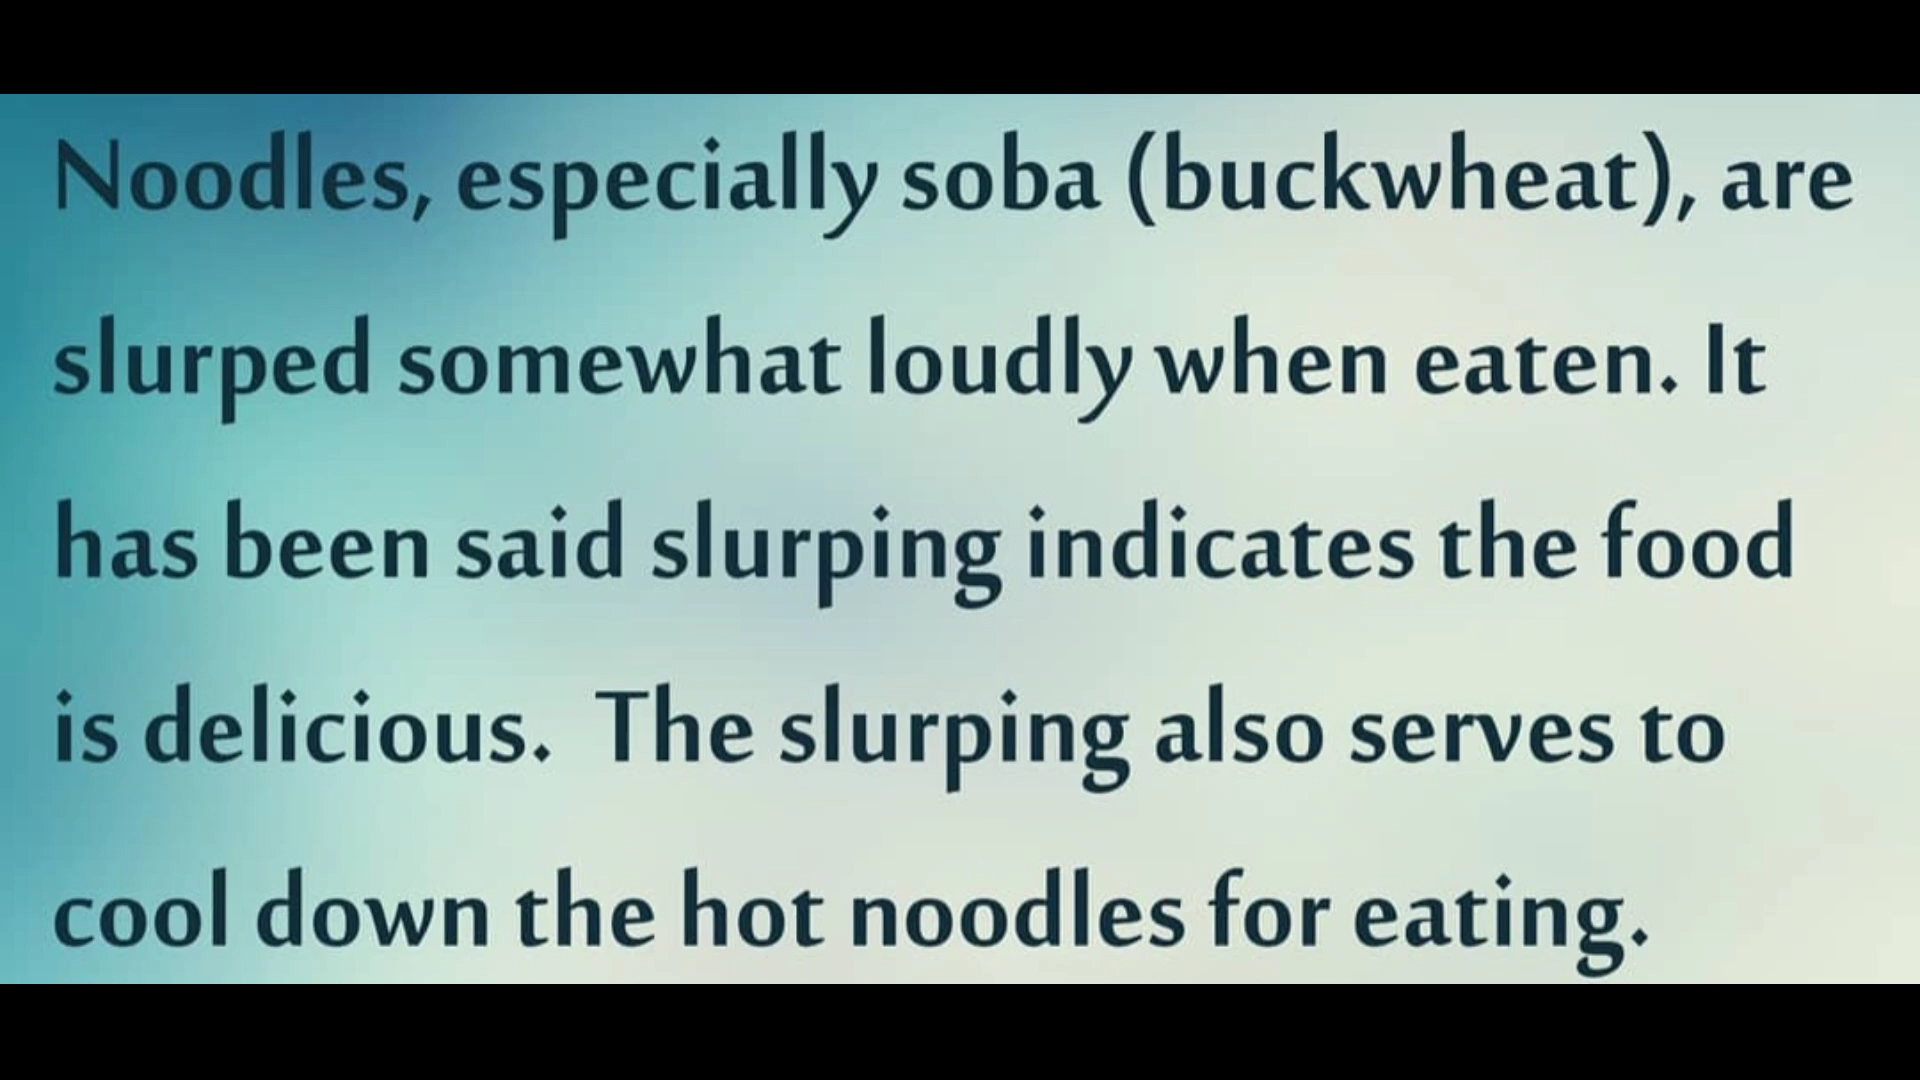 Noodles, especially soba (buckwheat), are
slurped somewhat loudly when eaten. It
has been said slurping indicates the food
is delicious.  The slurping also serves to
cool down the hot noodles for eating.